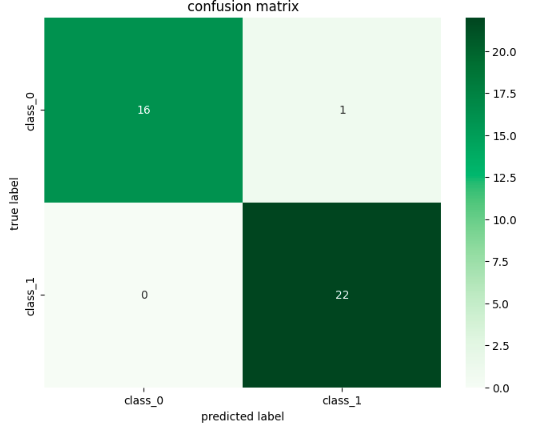 confusion matrix
true label
class_0
16
1
class_1
0
22
class_0
class_1
predicted label
20.0
17.5
15.0
12.5
10.0
7.5
5.0
2.5
0.0